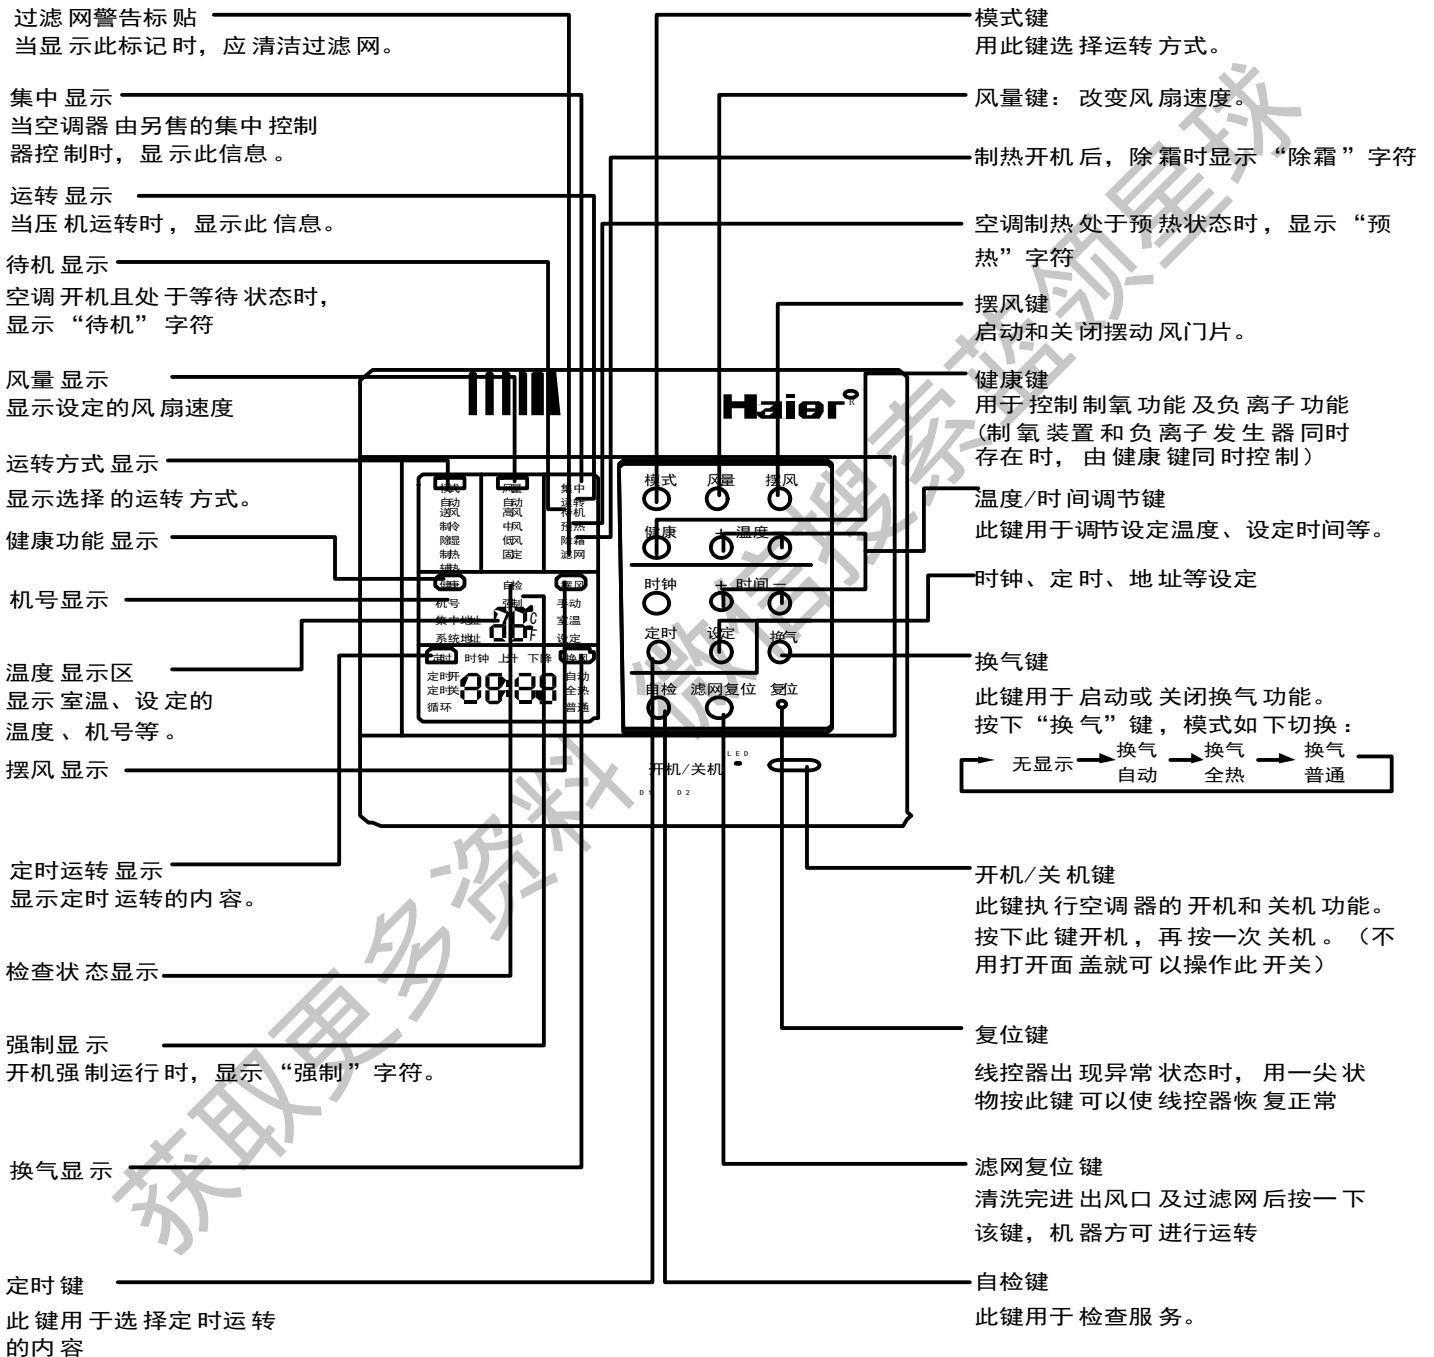 过滤网警告标贴
当显示此标记时，应清洁过滤网。
集中显示
当空调器由另售的集中控制
器控制时，显示此信息。
运转显示
当压机运转时，显示此信息。
待机显示
空调开机且处于等待状态时，
显示“待机”字符
风量显示
显示设定的风扇速度
运转方式显示
显示选择的运转方式。
健康功能显示
机号显示
温度显示区
显示室温、设定的
温度、机号等。
摆风显示
定时运转显示
显示定时运转的内容。
检查状态显示
强制显示
开机强制运行时，显示“强制”字符。
换气显示
定时键
此键用于选择定时运转
的内容
Haier
R
模式 风量 集中
自动 自动 运转
送风 高风 待机
制冷 中风 预热
除湿 低风 除霜
制热 固定 滤网
辅热
健康 自检 摆风
机号 强制 手动
集中地址 室温
系统地址 设定
C
F
定时 时钟 上升 下降 换风
定时开 自动
定时关 全热
循环 普通
模式 风量 摆风
健康 + 温度 -
时钟 + 时间 -
定时 设定 换气
自检 滤网复位 复位
LED
开机/关机
D1 D2
模式键
用此键选择运转方式。
风量键：改变风扇速度。
制热开机后，除霜时显示“除霜”字符
空调制热处于预热状态时，显示“预
热”字符
摆风键
启动和关闭摆动风门片。
健康键
用于控制制氧功能及负离子功能
(制氧装置和负离子发生器同时
存在时，由健康键同时控制）
温度/时间调节键
此键用于调节设定温度、设定时间等。
时钟、定时、地址等设定
换气键
此键用于启动或关闭换气功能。
按下“换气”键，模式如下切换：
无显示 换气 换气 换气
自动 全热 普通
开机/关机键
此键执行空调器的开机和关机功能。
按下此键开机，再按一次关机。（不
用打开面盖就可以操作此开关）
复位键
线控器出现异常状态时，用一尖状
物按此键可以使线控器恢复正常
滤网复位键
清洗完进出风口及过滤网后按一下
该键，机器方可进行运转
自检键
此键用于检查服务。
获取更多资料 微信搜索蓝领星球